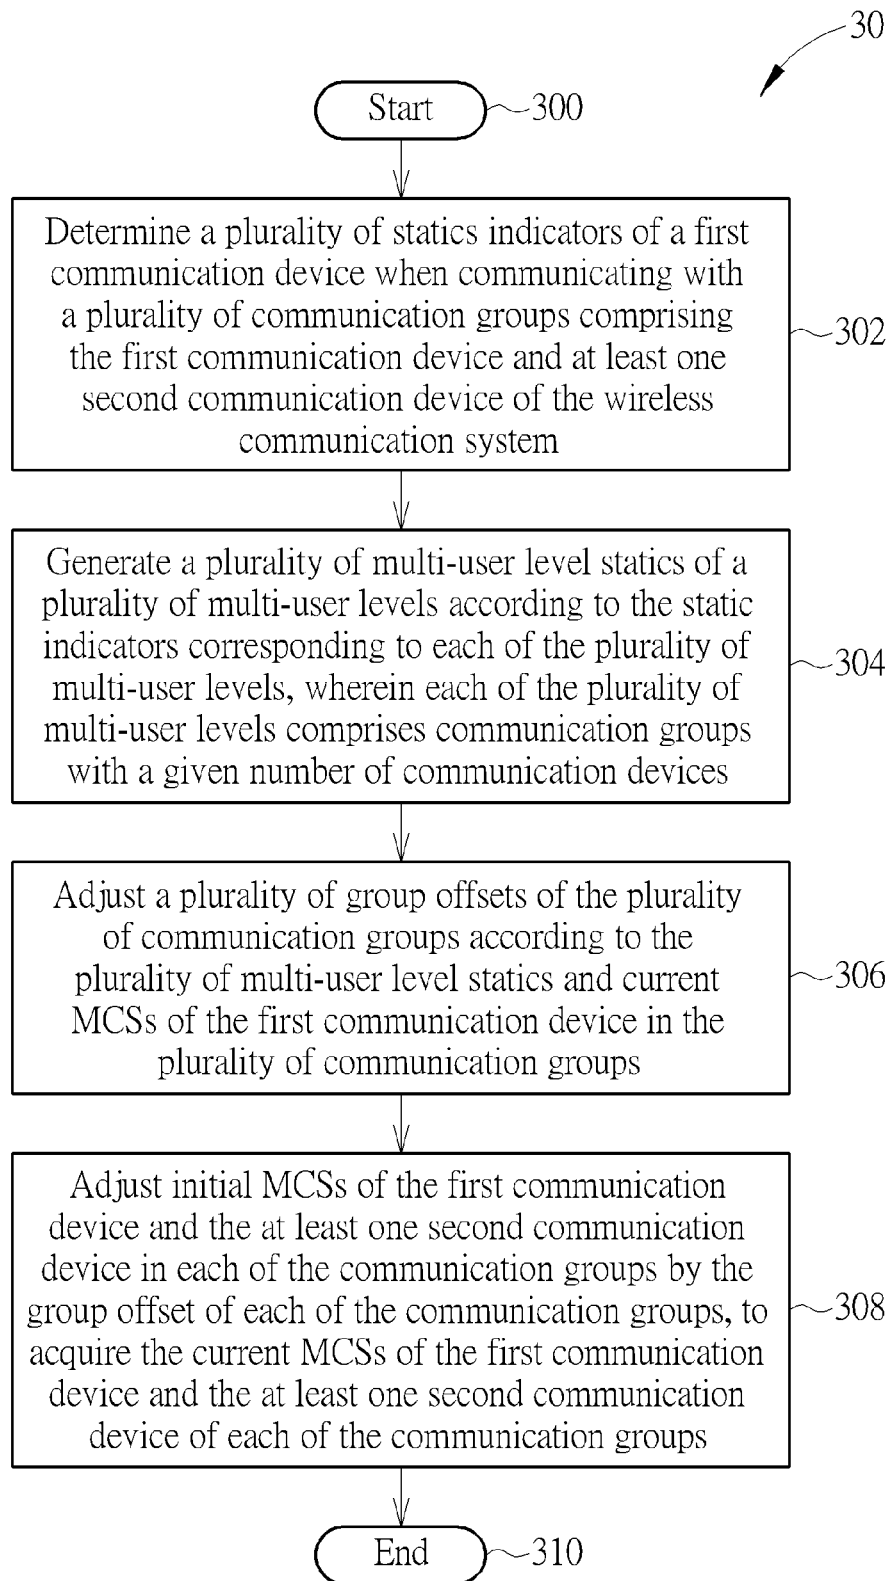 30
Start
300
Determine a plurality of statics indicators of a first
communication device when communicating with
a plurality of communication groups comprising
the first communication device and at least one
second communication device of the wireless
communication system
302
Generate a plurality of multi-user level statics of a
plurality of multi-user levels according to the static
indicators corresponding to each of the plurality of
multi-user levels, wherein each of the plurality of
multi-user levels comprises communication groups
with a given number of communication devices
304
Adjust a plurality of group offsets of the plurality
of communication groups according to the
plurality of multi-user level statics and current
MCSs of the first communication device in the
plurality of communication groups
306
Adjust initial MCSs of the first communication
device and the at least one second communication
device in each of the communication groups by the
group offset of each of the communication groups, to
acquire the current MCSs of the first communication
device and the at least one second communication
device of each of the communication groups
308
End
310